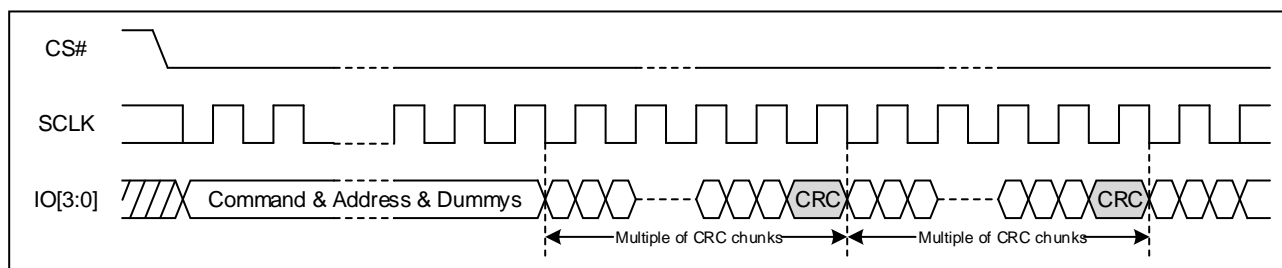 CS#
SCLK
IO[3:0]
Command & Address & Dummys
CRC
CRC
Multiple of CRC chunks
Multiple of CRC chunks